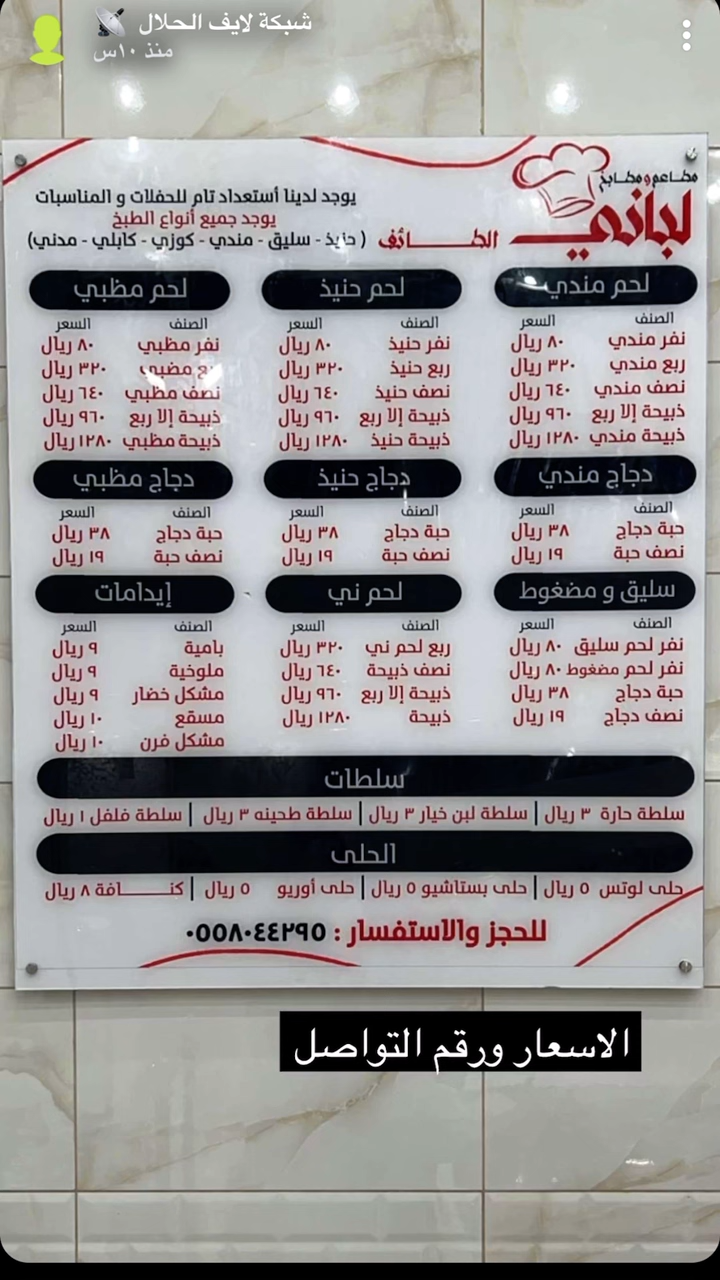 شبكة لايف الحلال
منذ ١٠س
مطاعم ومطابخ
لبأني
الطائف
يوجد لدينا أستعداد تام للحفلات و المناسبات
يوجد جميع أنواع الطبخ
( حنيذ - سليق - مندي - كوزي - كابلي - مدني)
لحم مندي
الصنف السعر
نفر مندي ٨٠ ريال
ربع مندي ٣٢٠ ريال
نصف مندي ٦٤٠ ريال
ذبيحة إلا ربع ٩٦٠ ريال
ذبيحة مندي ١٢٨٠ ريال
لحم حنيذ
الصنف السعر
نفر حنيذ ٨٠ ريال
ربع حنيذ ٣٢٠ ريال
نصف حنيذ ٦٤٠ ريال
ذبيحة إلا ربع ٩٦٠ ريال
ذبيحة حنيذ ١٢٨٠ ريال
لحم مظبي
الصنف السعر
نفر مظبي ٨٠ ريال
ربع مضبي ٣٢٠ ريال
نصف مظبي ٦٤٠ ريال
ذبيحة إلا ربع ٩٦٠ ريال
ذبيحة مظبي ١٢٨٠ ريال
دجاج مندي
الصنف السعر
حبة دجاج ٣٨ ريال
نصف حبة ١٩ ريال
دجاج حنيذ
الصنف السعر
حبة دجاج ٣٨ ريال
نصف حبة ١٩ ريال
دجاج مظبي
الصنف السعر
حبة دجاج ٣٨ ريال
نصف حبة ١٩ ريال
سليق و مضغوط
الصنف السعر
نفر لحم سليق ٨٠ ريال
نفر لحم مضغوط ٨٠ ريال
حبة دجاج ٣٨ ريال
نصف دجاج ١٩ ريال
لحم ني
الصنف السعر
ربع لحم ني ٣٢٠ ريال
نصف ذبيحة ٦٤٠ ريال
ذبيحة إلا ربع ٩٦٠ ريال
ذبيحة ١٢٨٠ ريال
إيدامات
الصنف السعر
بامية ٩ ريال
ملوخية ٩ ريال
مشكل خضار ٩ ريال
مسقع ١٠ ريال
مشكل فرن ١٠ ريال
سلطات
سلطة حارة ٣ ريال | سلطة لبن خيار ٣ ريال | سلطة طحينه ٣ ريال | سلطة فلفل ١ ريال
الحلى
حلى لوتس ٥ ريال | حلى بستاشيو ٥ ريال | حلى أوريو ٥ ريال | كنافة ٨ ريال
للحجز والاستفسار : ٠٥٥٨٠٤٤٢٩٥
الاسعار ورقم التواصل